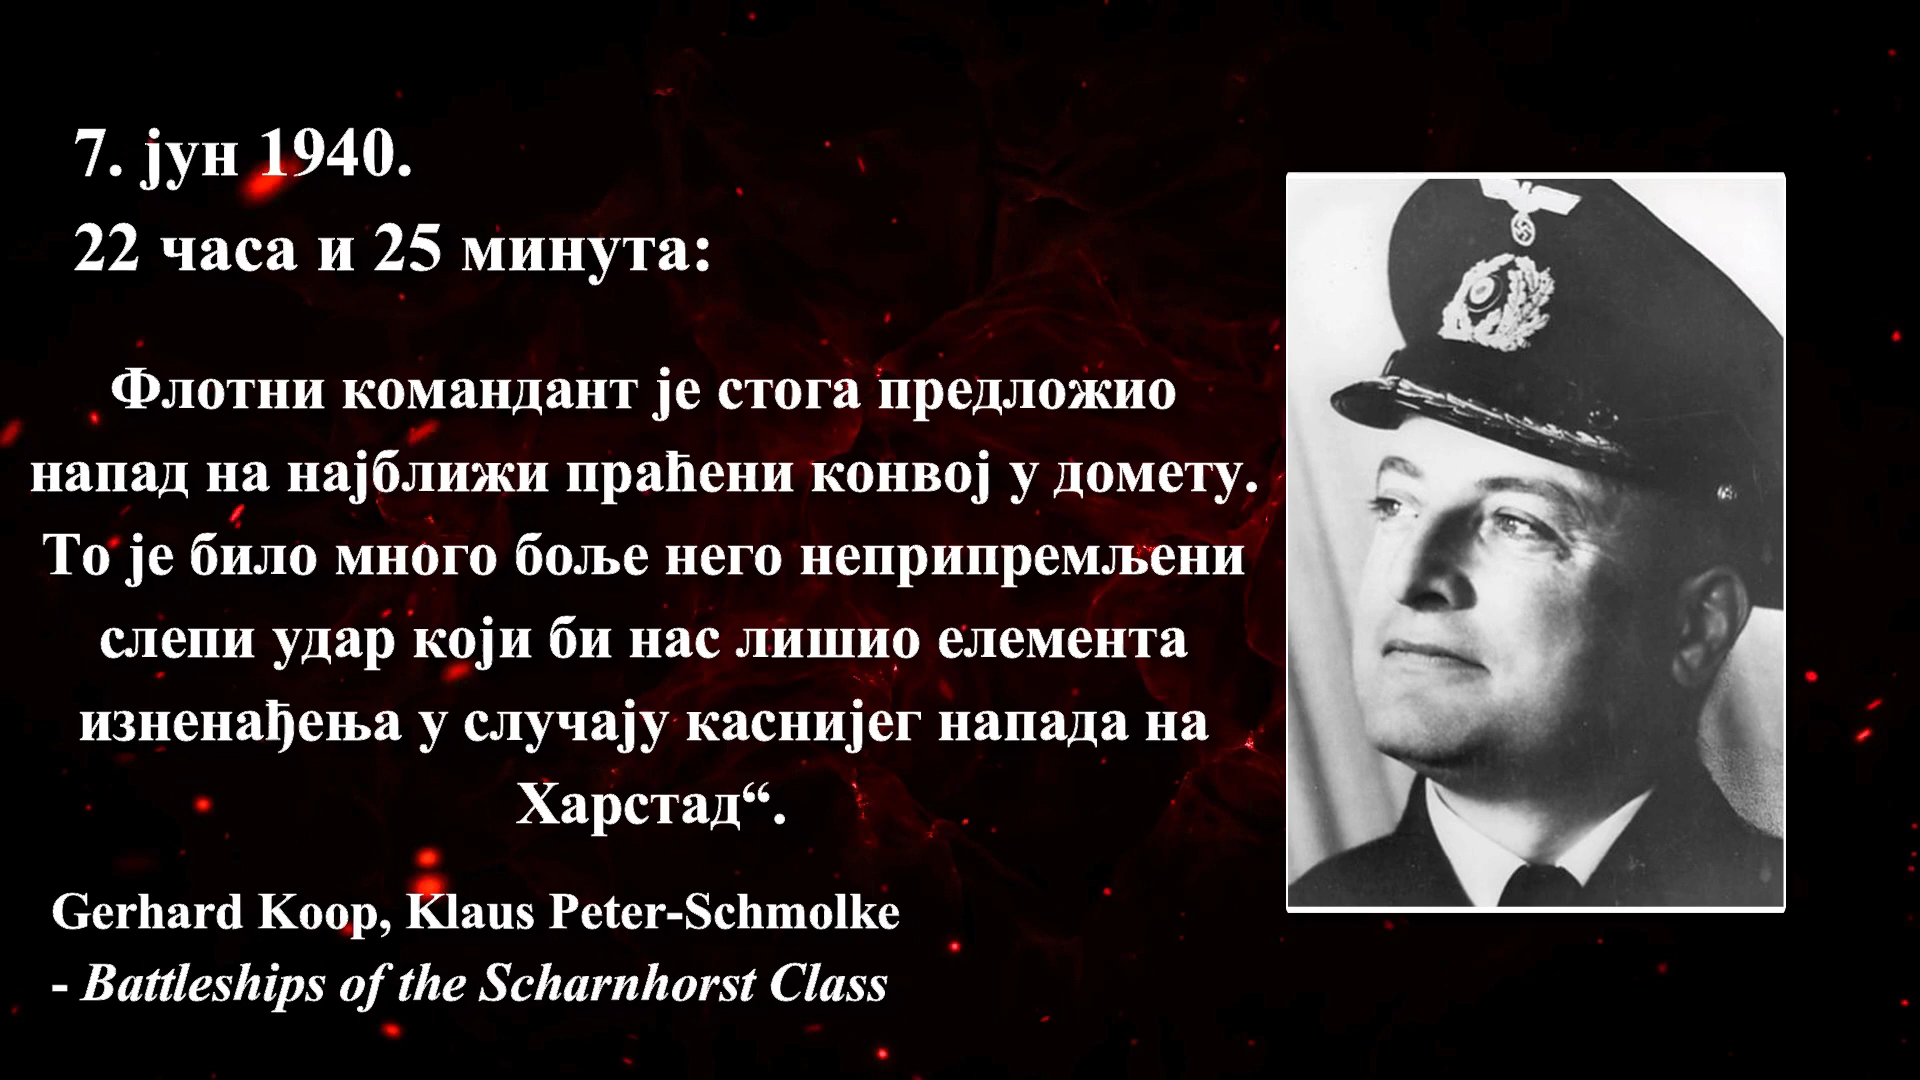 7. јун 1940.
22 часа и 25 минута:
Флотни командант је стога предложио
напад на најближи праћени конвој у домету.
То је било много боље него неприпремљени
слепи удар који би нас лишио елемента
изненађења у случају каснијег напада на
Харстад“.
Gerhard Koop, Klaus Peter-Schmolke
- Battleships of the Scharnhorst Class